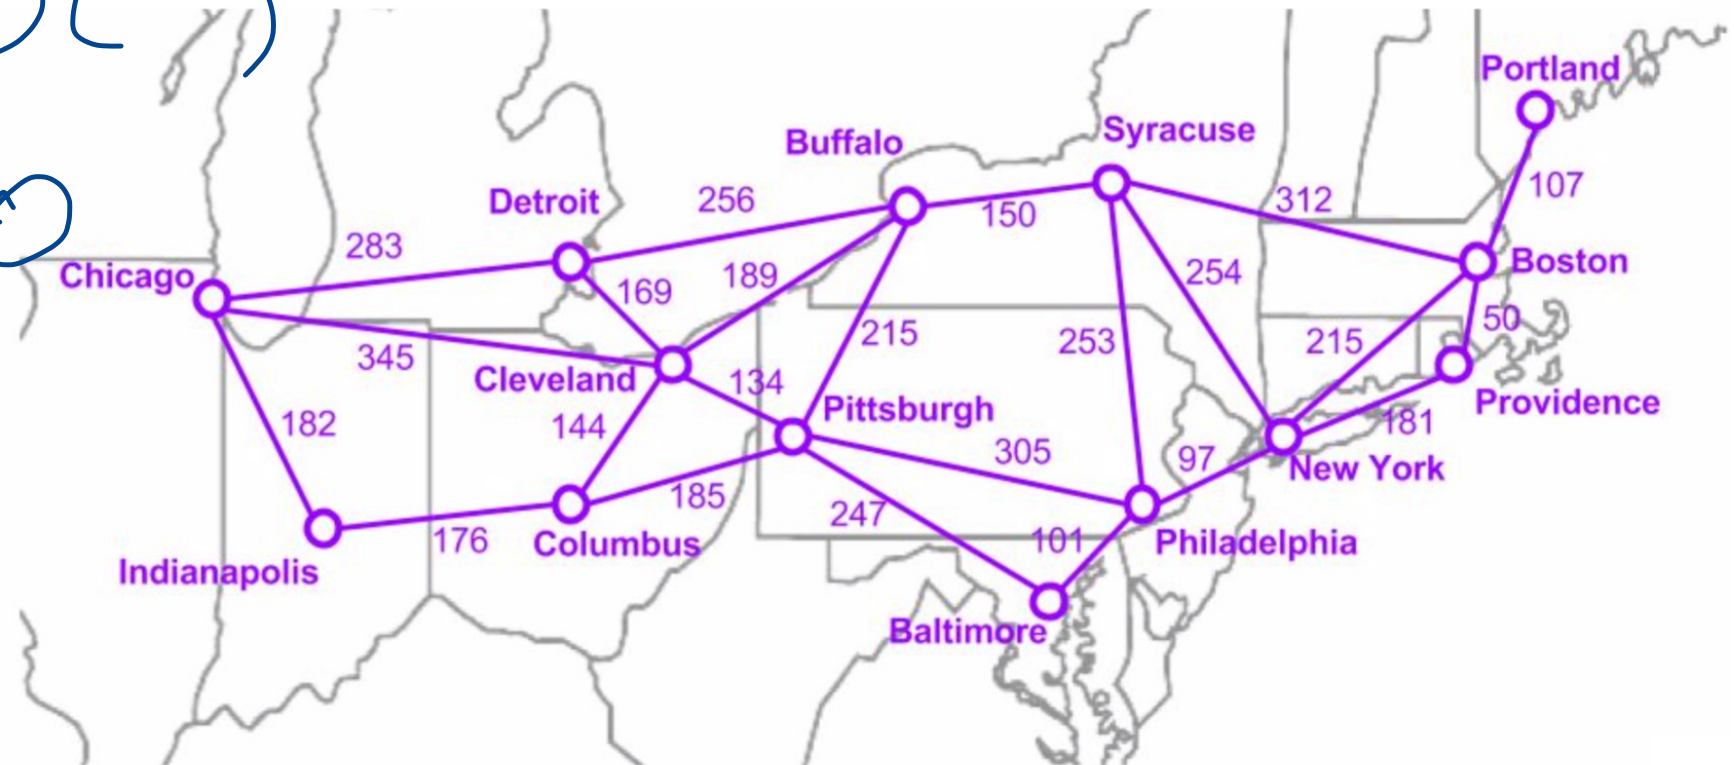 Portland
Syracuse
Buffalo
107
Detroit
256
312
150
283
Boston
Chicago
254
189
169
50
215
253
215
345
Cleveland
134
Providence
Pittsburgh
182
144
181
305
97
New York
185
247
176
Columbus
101
Philadelphia
Indianapolis
Baltimore